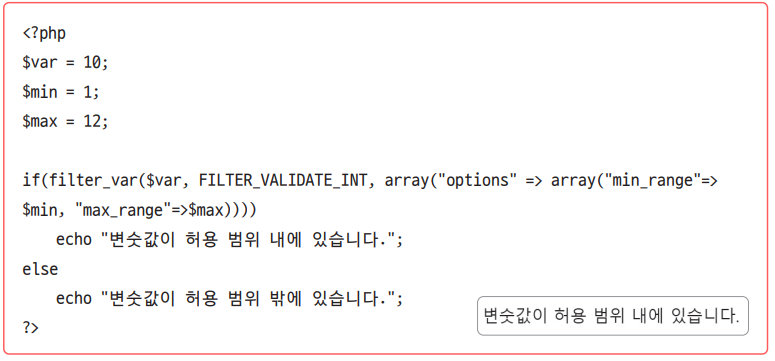 <?php
$var = 10;
$min = 1;
$max = 12;
if(filter_var($var, FILTER_VALIDATE_INT, array("options" => array("min_range"=>
$min, "max_range"=>$max))))
echo "변숫값이 허용 범위 내에 있습니다.";
else
echo "변숫값이 허용 범위 밖에 있습니다.";
?>
변숫값이 허용 범위 내에 있습니다.